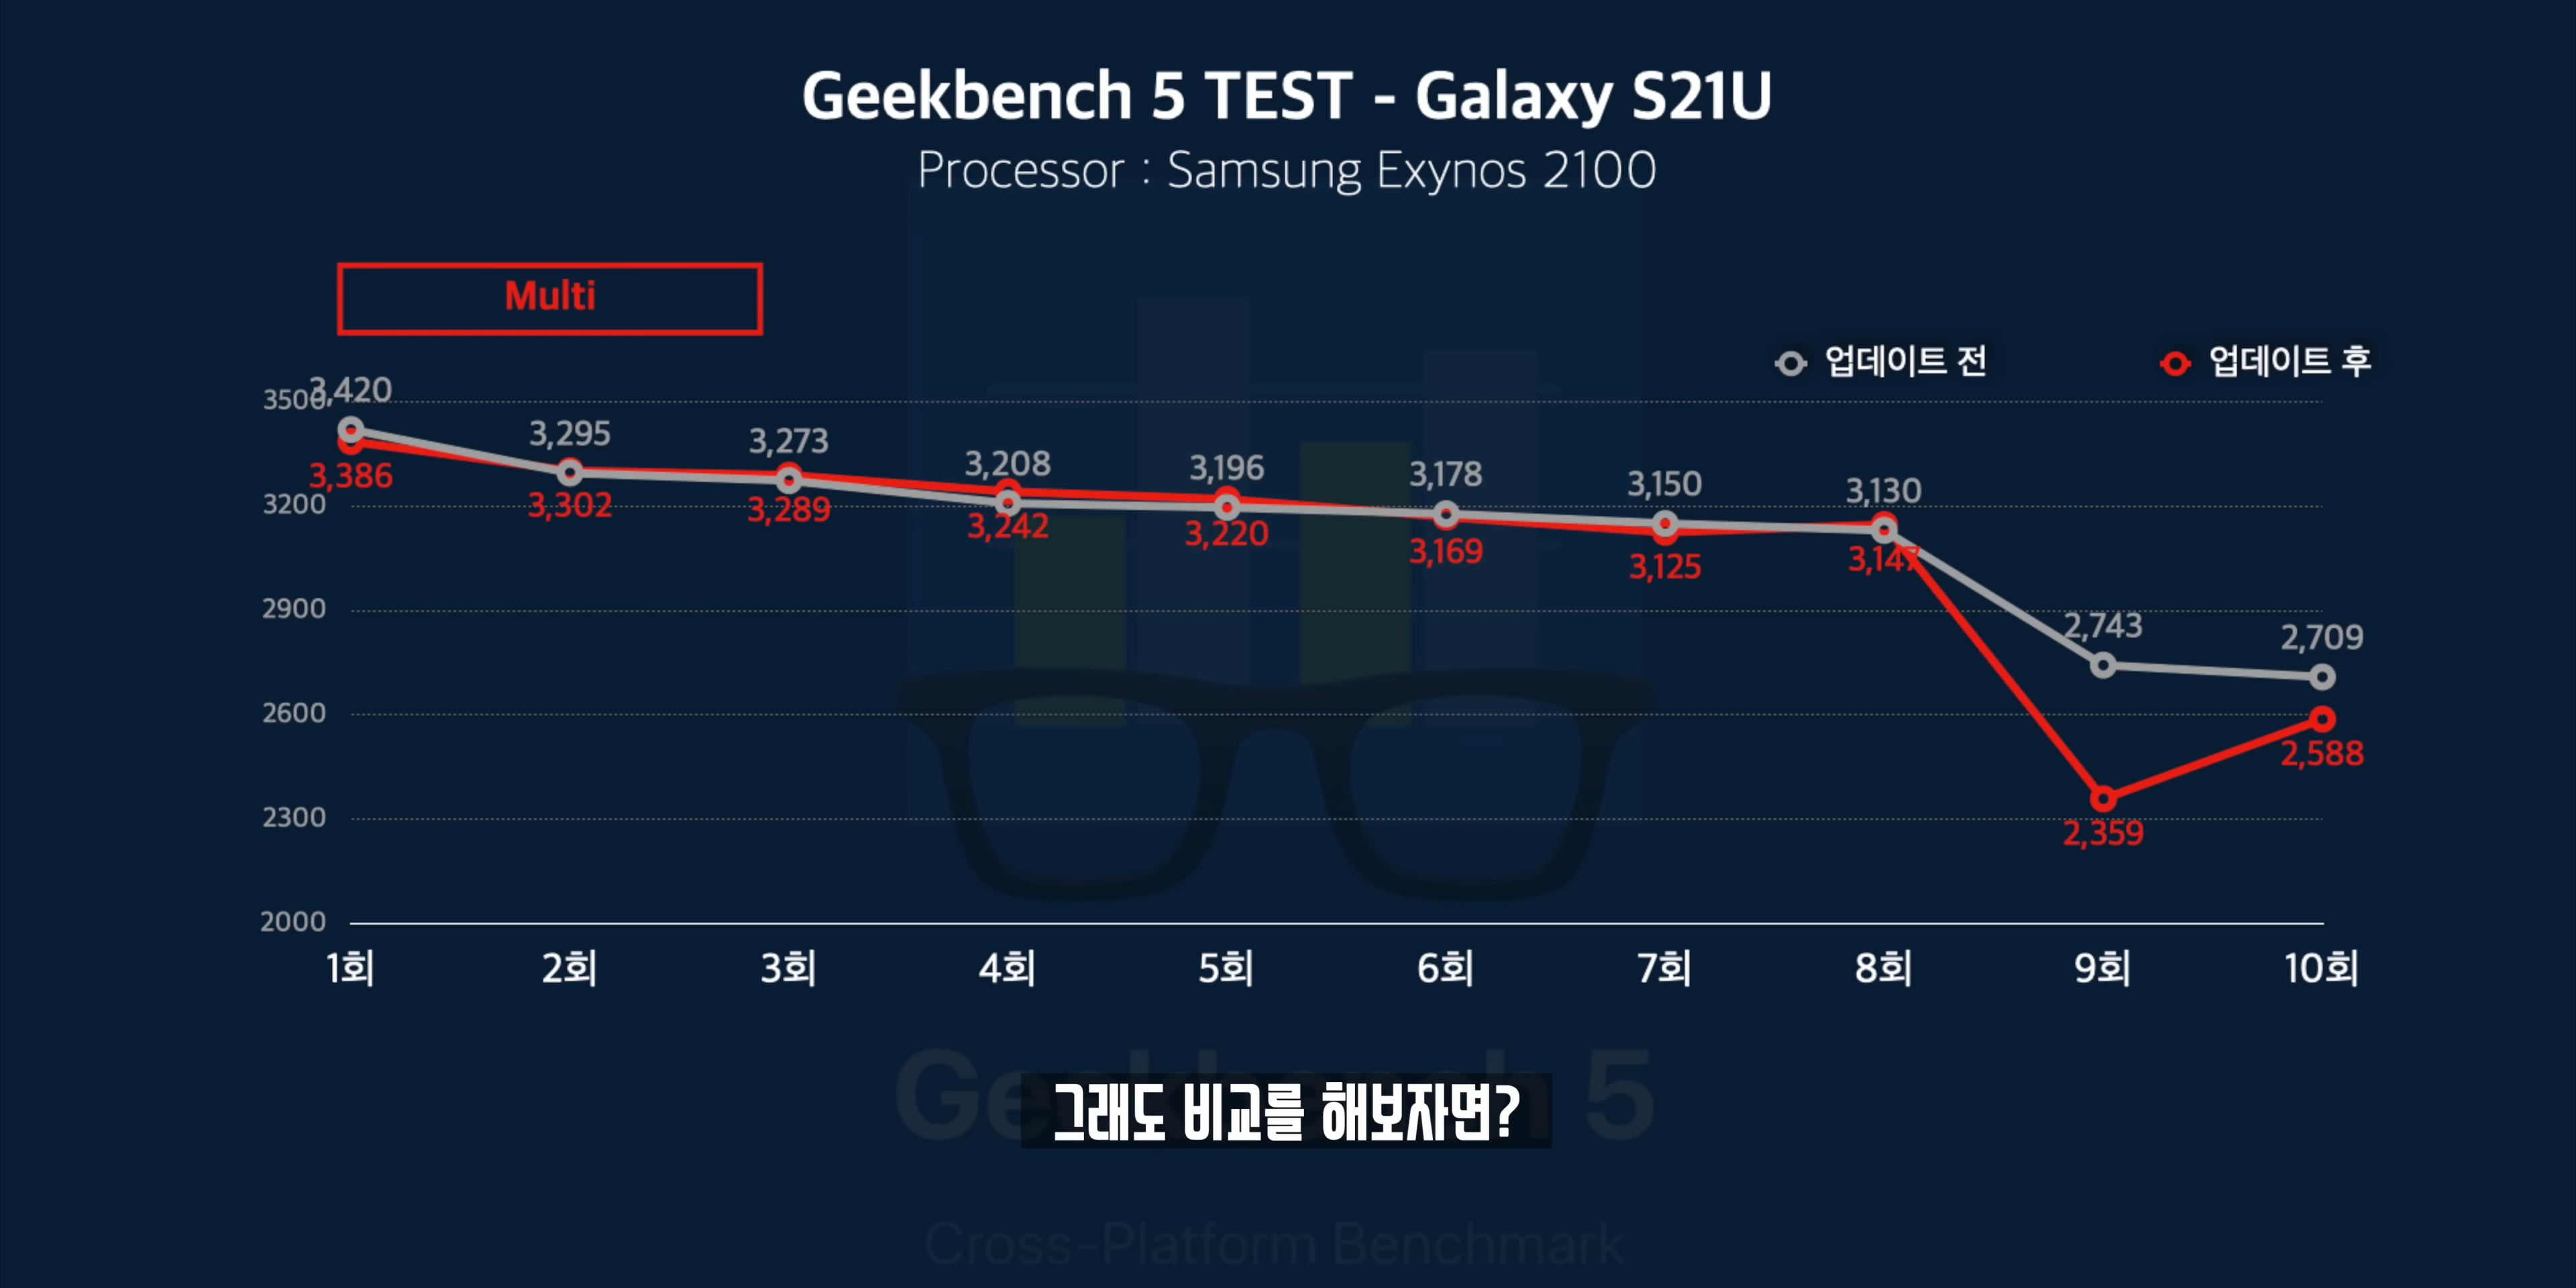 Geekbench 5 TEST - Galaxy S21U
Processor : Samsung Exynos 2100
Multi
업데이트 전 업데이트 후
3,420 3,295 3,273 3,208 3,196 3,178 3,150 3,130 2,743 2,709
3,386 3,302 3,289 3,242 3,220 3,169 3,125 3,147 2,359 2,588
3500
3200
2900
2600
2300
2000
1회 2회 3회 4회 5회 6회 7회 8회 9회 10회
Geekbench 5
그래도 비교를 해보자면?
Cross-Platform Benchmark